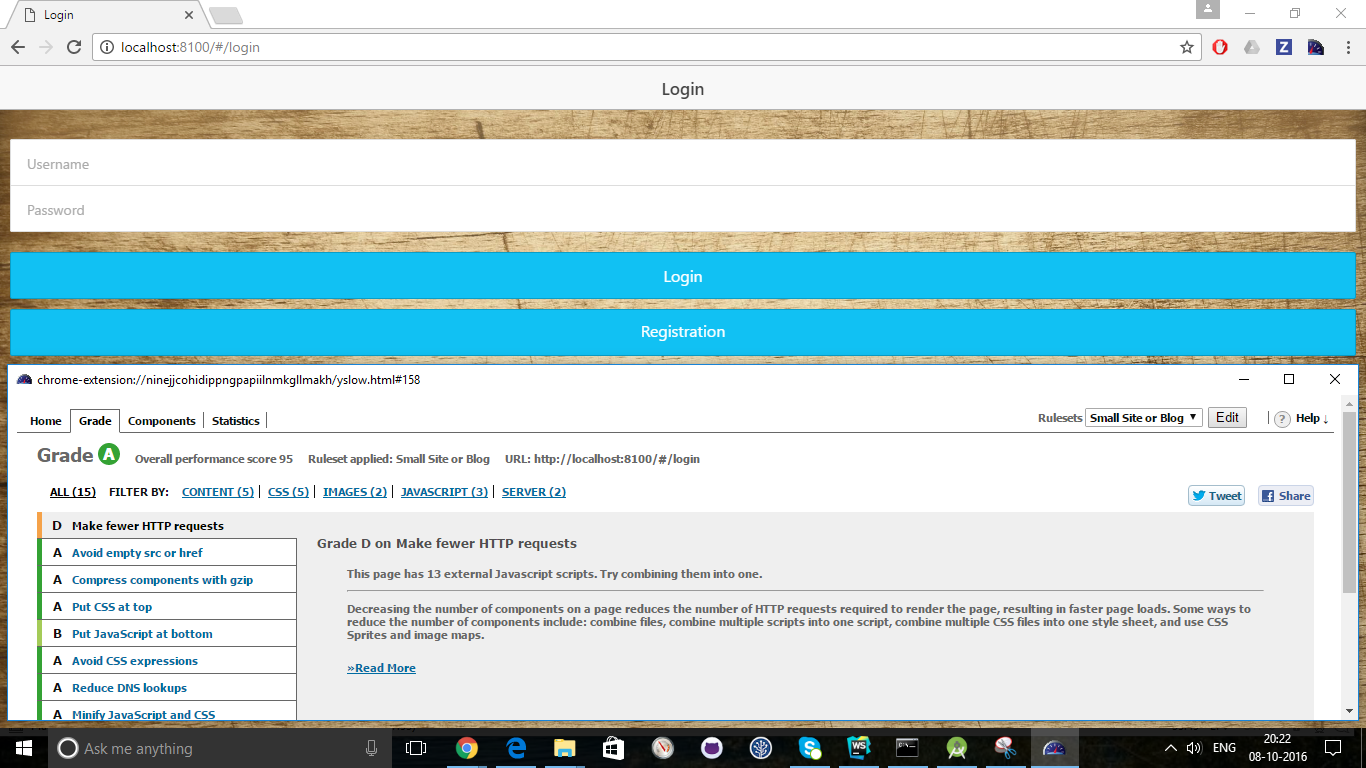 Login
localhost:8100/#/login
Login
Username
Password
Login
Registration
chrome-extension://ninejjcohidippngpapiilnmkgllmakh/yslow.html#158
Home Grade Components Statistics Rulesets Small Site or Blog Edit ? Help ↓
Grade A Overall performance score 95 Ruleset applied: Small Site or Blog URL: http://localhost:8100/#/login
ALL (15) FILTER BY: CONTENT (5) CSS (5) IMAGES (2) JAVASCRIPT (3) SERVER (2)
Tweet Share
D Make fewer HTTP requests
A Avoid empty src or href
A Compress components with gzip
A Put CSS at top
B Put JavaScript at bottom
A Avoid CSS expressions
A Reduce DNS lookups
A Minify JavaScript and CSS
Grade D on Make fewer HTTP requests
This page has 13 external Javascript scripts. Try combining them into one.
Decreasing the number of components on a page reduces the number of HTTP requests required to render the page, resulting in faster page loads. Some ways to
reduce the number of components include: combine files, combine multiple scripts into one script, combine multiple CSS files into one style sheet, and use CSS
Sprites and image maps.
»Read More
Ask me anything
WS
ENG
20:22
08-10-2016